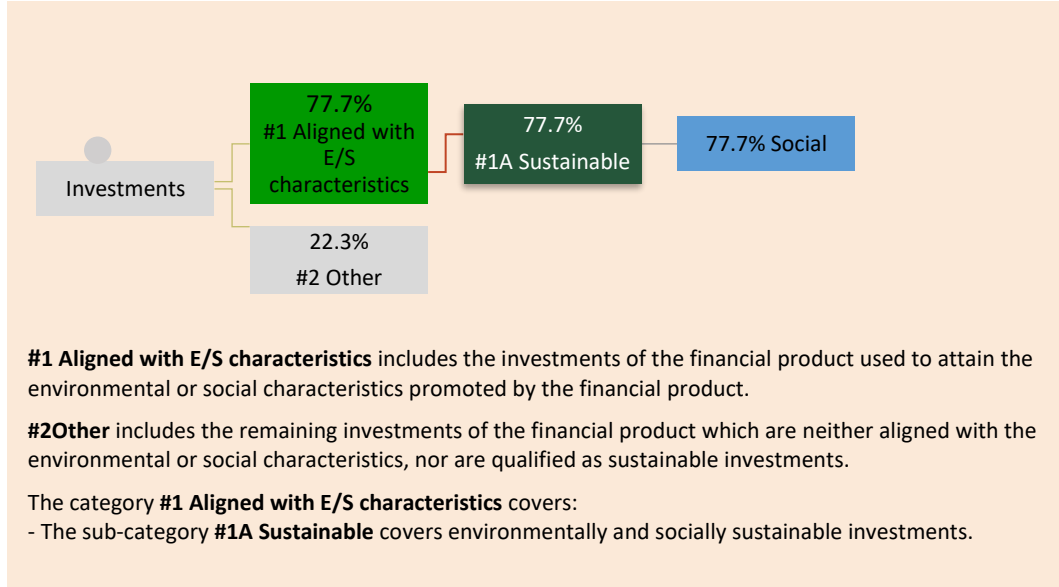 77.7%
#1 Aligned with
E/S
characteristics
77.7%
#1A Sustainable
77.7% Social
Investments
22.3%
#2 Other
#1 Aligned with E/S characteristics includes the investments of the financial product used to attain the
environmental or social characteristics promoted by the financial product.
#2Other includes the remaining investments of the financial product which are neither aligned with the
environmental or social characteristics, nor are qualified as sustainable investments.
The category #1 Aligned with E/S characteristics covers:
- The sub-category #1A Sustainable covers environmentally and socially sustainable investments.